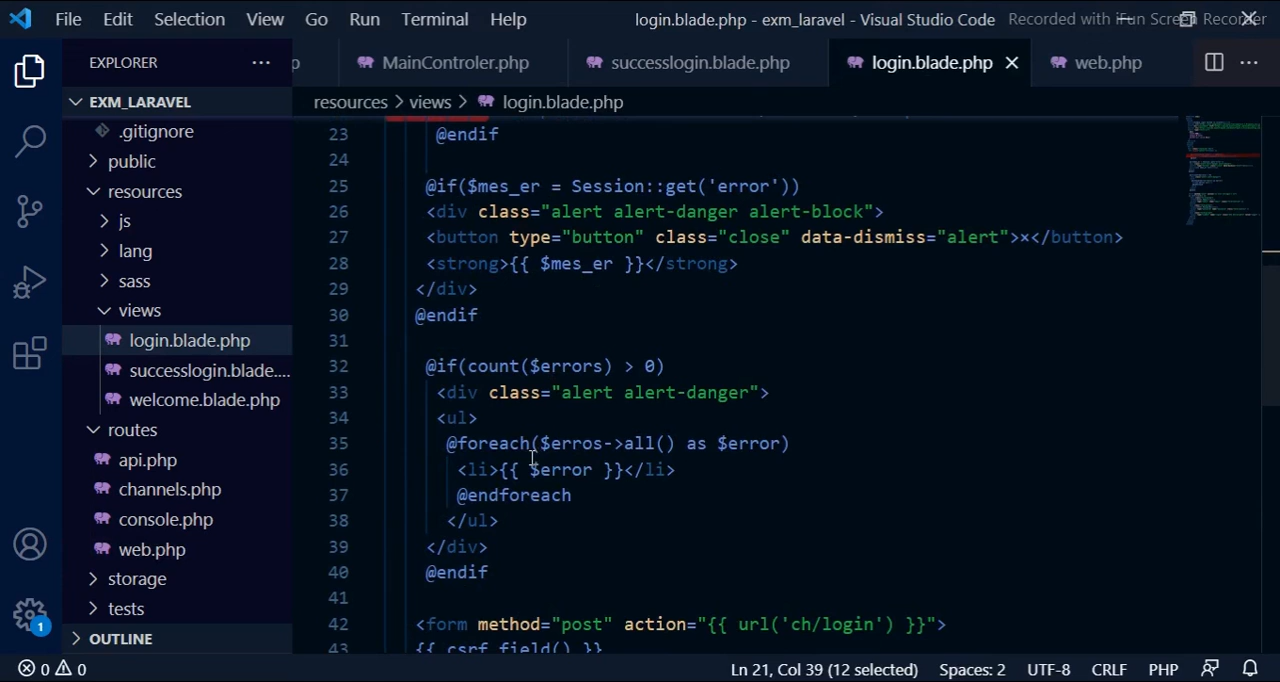 File Edit Selection View Go Run Terminal Help login.blade.php - exm_laravel - Visual Studio Code Recorded with iFun Screen Recorder
EXPLORER ··· p MainControler.php successlogin.blade.php login.blade.php web.php ···
EXM_LARAVEL resources > views > login.blade.php
.gitignore
public
resources
js
lang
sass
views
login.blade.php
successlogin.blade....
welcome.blade.php
routes
api.php
channels.php
console.php
web.php
storage
tests
OUTLINE
23 @endif
24
25 @if($mes_er = Session::get('error'))
26 <div class="alert alert-danger alert-block">
27 <button type="button" class="close" data-dismiss="alert">×</button>
28 <strong>{{ $mes_er }}</strong>
29 </div>
30 @endif
31
32 @if(count($errors) > 0)
33 <div class="alert alert-danger">
34 <ul>
35 @foreach($erros->all() as $error)
36 <li>{{ $error }}</li>
37 @endforeach
38 </ul>
39 </div>
40 @endif
41
42 <form method="post" action="{{ url('ch/login') }}">
43 {{ csrf_field() }}
1
0 0 Ln 21, Col 39 (12 selected) Spaces: 2 UTF-8 CRLF PHP